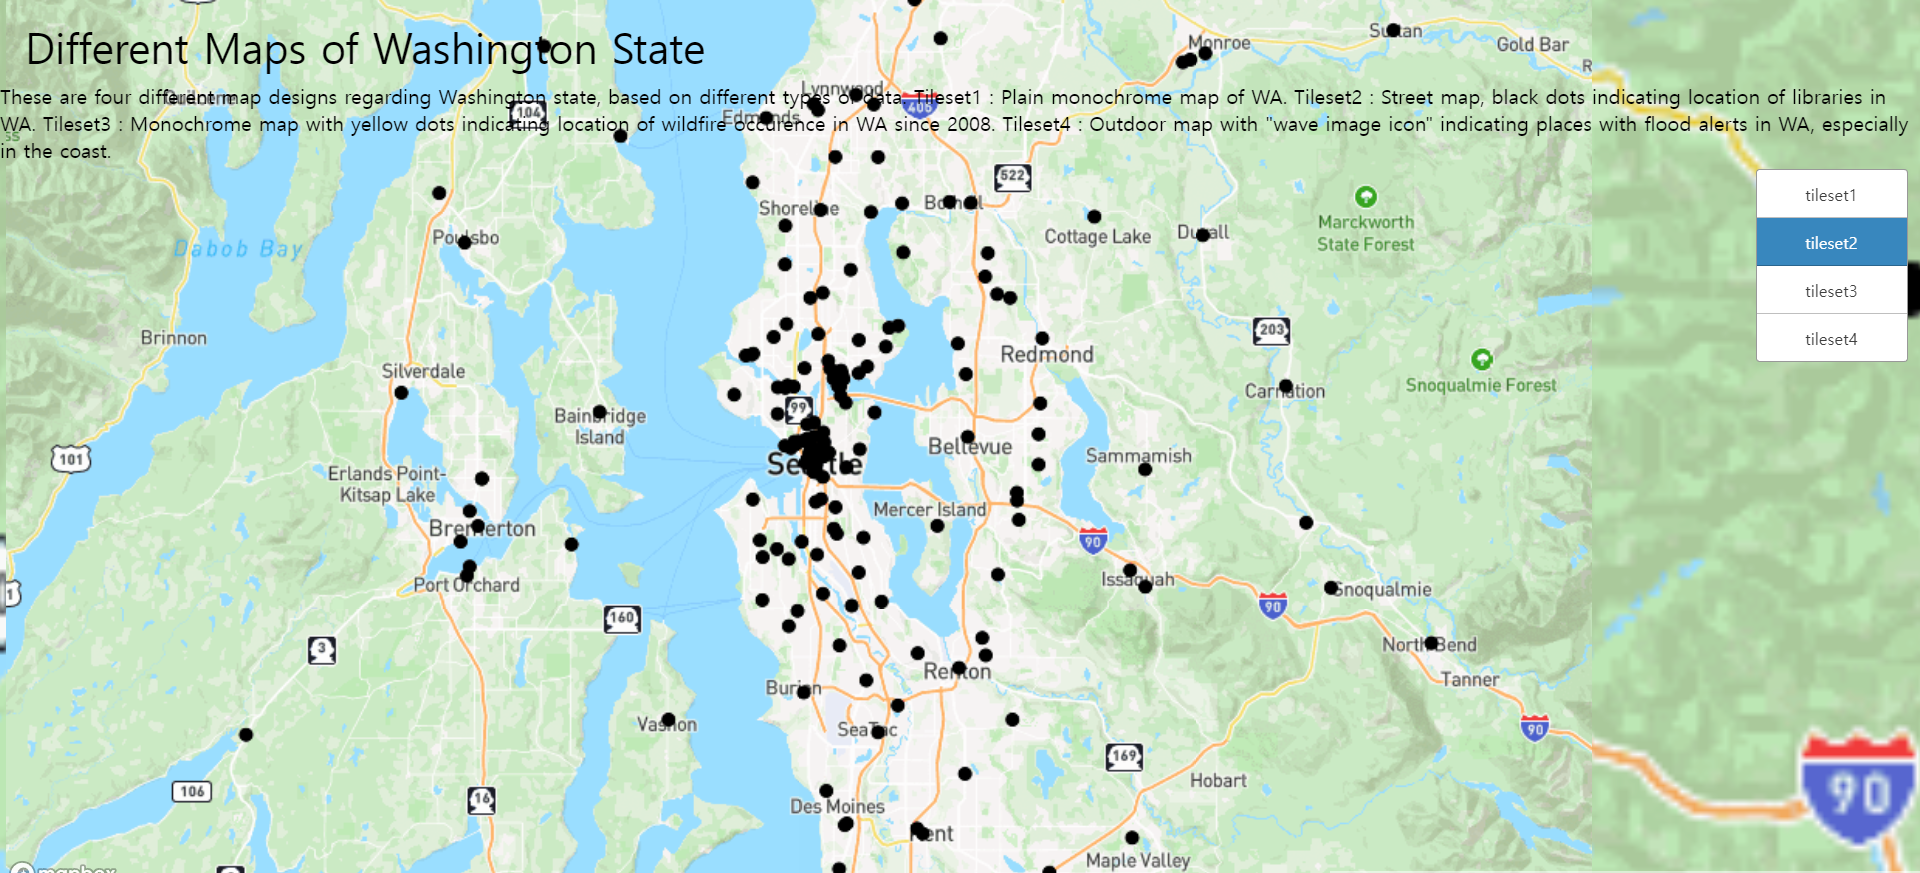 Different Maps of Washington State
These are four different map designs regarding Washington state, based on different types of data. Tileset1 : Plain monochrome map of WA. Tileset2 : Street map, black dots indicating location of libraries in
WA. Tileset3 : Monochrome map with yellow dots indicating location of wildfire occurence in WA since 2008. Tileset4 : Outdoor map with "wave image icon" indicating places with flood alerts in WA, especially
in the coast.
tileset1
tileset2
tileset3
tileset4
Sultan
Monroe
Gold Bar
R
Lynnwood
Quilcene
104
405
Edmonds
522
Shoreline
Bothell
Marckworth
State Forest
Poulsbo
Cottage Lake
Duvall
Dabob Bay
Brinnon
203
Redmond
Silverdale
Snoqualmie Forest
Carnation
99
Bainbridge
Island
Bellevue
101
Sammamish
Seattle
Erlands Point-
Kitsap Lake
Mercer Island
Bremerton
90
Issaquah
Port Orchard
Snoqualmie
1
90
160
3
North Bend
Renton
Tanner
Burien
Vashon
SeaTac
90
169
Hobart
106
16
90
Des Moines
Kent
Maple Valley
mapbox